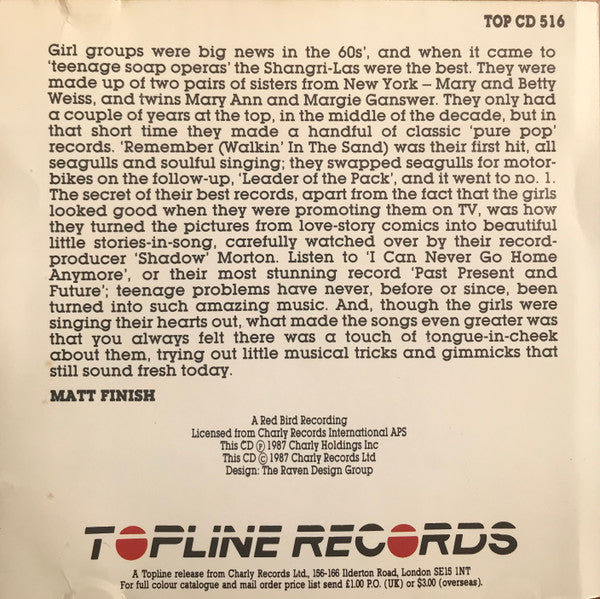 TOP CD 516
Girl groups were big news in the 60s', and when it came to
'teenage soap operas' the Shangri-Las were the best. They were
made up of two pairs of sisters from New York – Mary and Betty
Weiss, and twins Mary Ann and Margie Ganswer. They only had
a couple of years at the top, in the middle of the decade, but in
that short time they made a handful of classic 'pure pop'
records. 'Remember (Walkin' In The Sand) was their first hit, all
seagulls and soulful singing; they swapped seagulls for motor-
bikes on the follow-up, 'Leader of the Pack', and it went to no. 1.
The secret of their best records, apart from the fact that the girls
looked good when they were promoting them on TV, was how
they turned the pictures from love-story comics into beautiful
little stories-in-song, carefully watched over by their record-
producer 'Shadow' Morton. Listen to 'I Can Never Go Home
Anymore', or their most stunning record 'Past Present and
Future'; teenage problems have never, before or since, been
turned into such amazing music. And, though the girls were
singing their hearts out, what made the songs even greater was
that you always felt there was a touch of tongue-in-cheek
about them, trying out little musical tricks and gimmicks that
still sound fresh today.
MATT FINISH
A Red Bird Recording
Licensed from Charly Records International APS
This CD Ⓟ 1987 Charly Holdings Inc
This CD © 1987 Charly Records Ltd
Design: The Raven Design Group
TOPLINE RECORDS
A Topline release from Charly Records Ltd., 156-166 Ilderton Road, London SE15 1NT
For full colour catalogue and mail order price list send £1.00 P.O. (UK) or $3.00 (overseas).